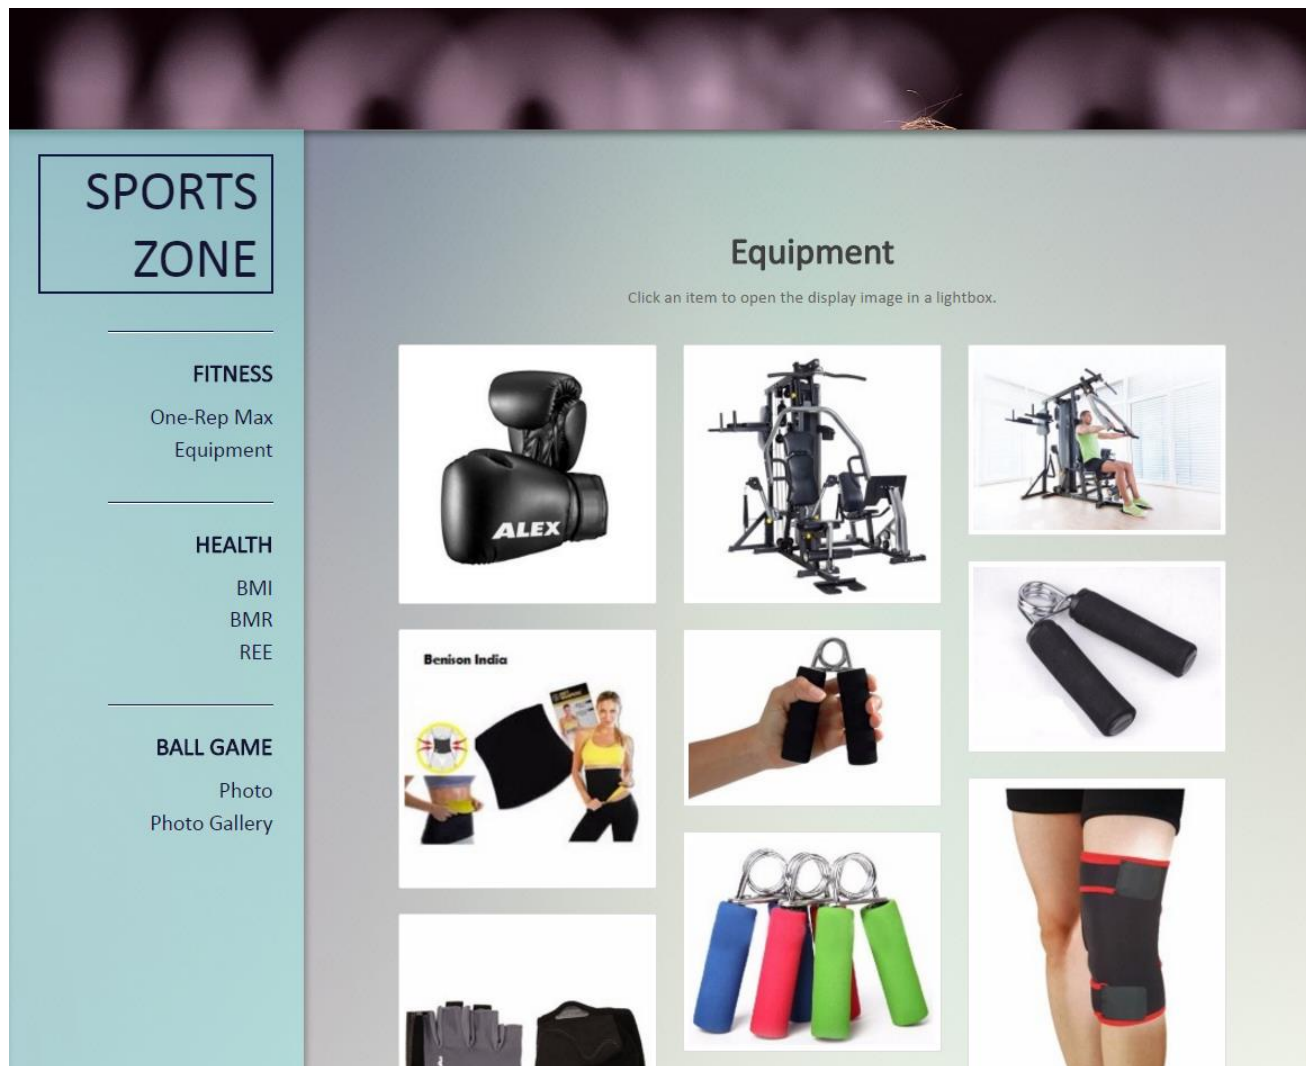 SPORTS
ZONE
FITNESS
One-Rep Max
Equipment
HEALTH
BMI
BMR
REE
BALL GAME
Photo
Photo Gallery
Equipment
Click an item to open the display image in a lightbox.
ALEX
Benison India